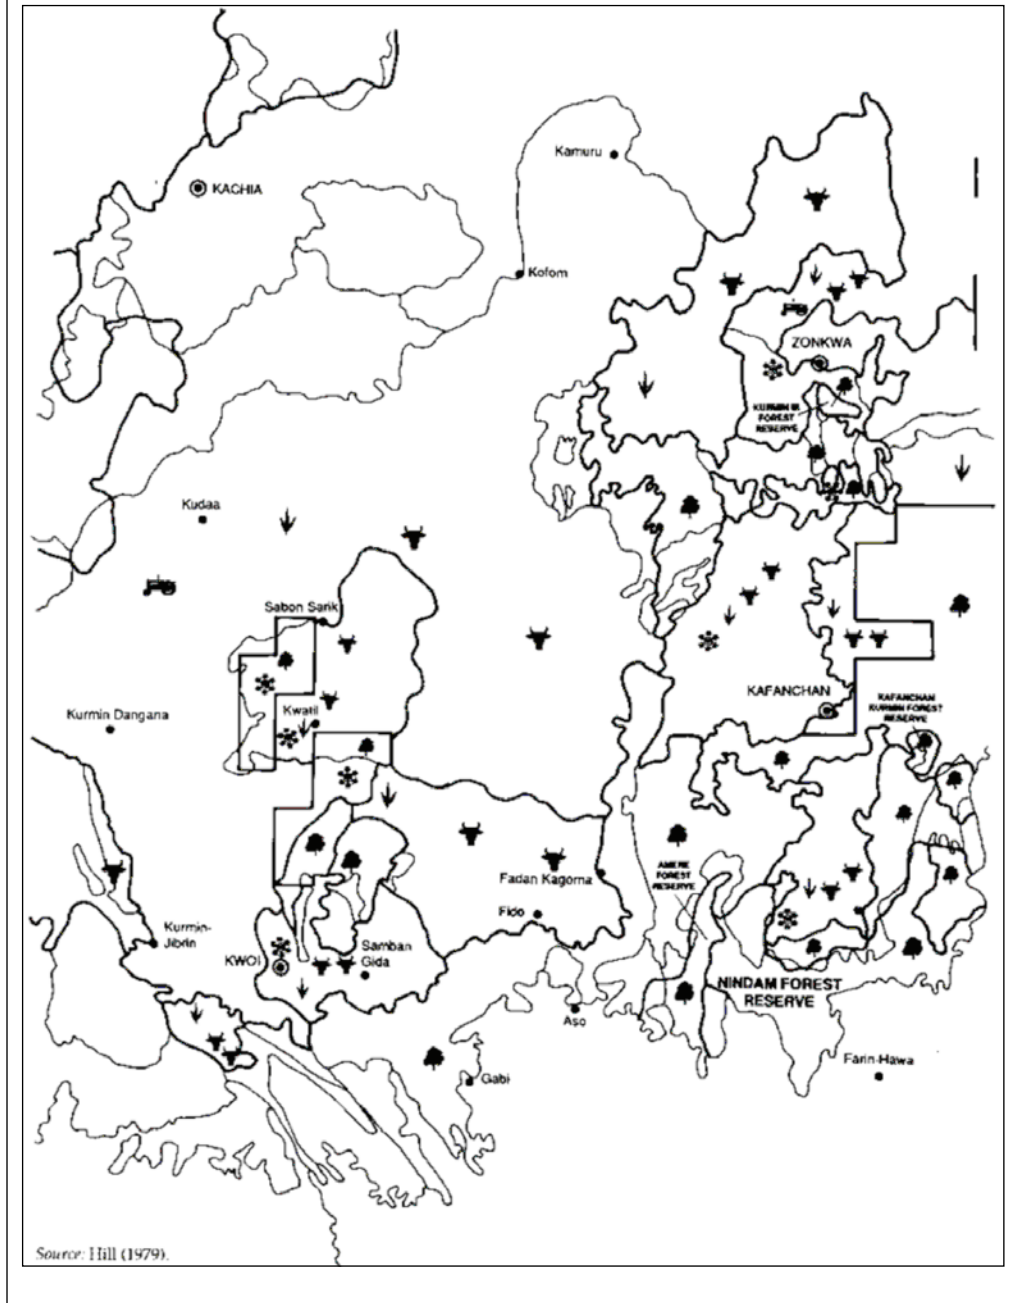 Kamuru
KACHIA
Kofom
ZONKWA
KURMIN BI
FOREST
RESERVE
Kudaa
Sabon Sarik
KAFANCHAN
KAFANCHAN
KURMIN FOREST
RESERVE
Kwatil
Kurmin Dangana
AMERE
FOREST
RESERVE
Fadan Kagoma
Fido
Kurmin-
Jibrin
KWOI
Samban
Gida
NINDAM FOREST
RESERVE
Aso
Farin-Hawa
Gabi
Source: Hill (1979).